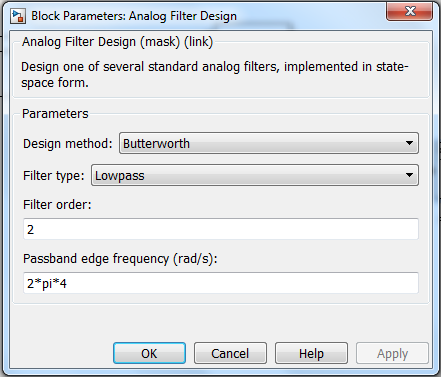 Block Parameters: Analog Filter Design
Analog Filter Design (mask) (link)
Design one of several standard analog filters, implemented in state-
space form.
Parameters
Design method: Butterworth
Filter type: Lowpass
Filter order:
2
Passband edge frequency (rad/s):
2*pi*4
OK Cancel Help Apply